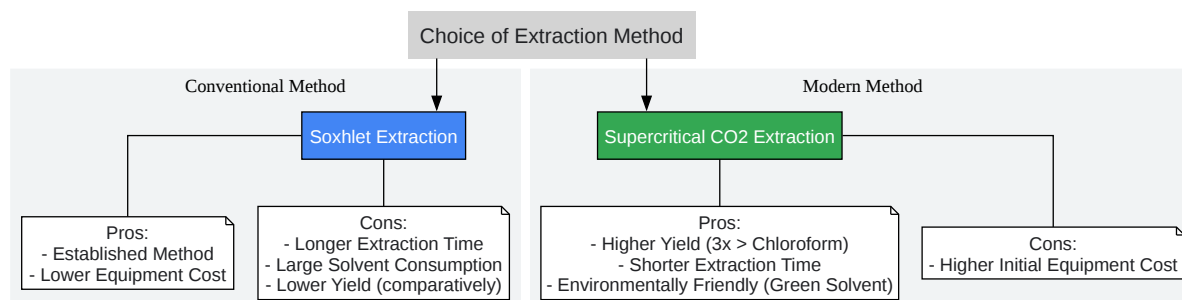 Choice of Extraction Method
Conventional Method
Modern Method
Soxhlet Extraction
Supercritical CO2 Extraction
Pros:
- Established Method
- Lower Equipment Cost
Cons:
- Longer Extraction Time
- Large Solvent Consumption
- Lower Yield (comparatively)
Pros:
- Higher Yield (3x > Chloroform)
- Shorter Extraction Time
- Environmentally Friendly (Green Solvent)
Cons:
- Higher Initial Equipment Cost